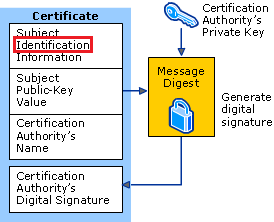 Certificate
Subject
Identification
Information
Subject
Public-Key
Value
Certification
Authority's
Name
Certification
Authority's
Digital Signature
Certification
Authority's
Private Key
Message
Digest
Generate
digital
signature